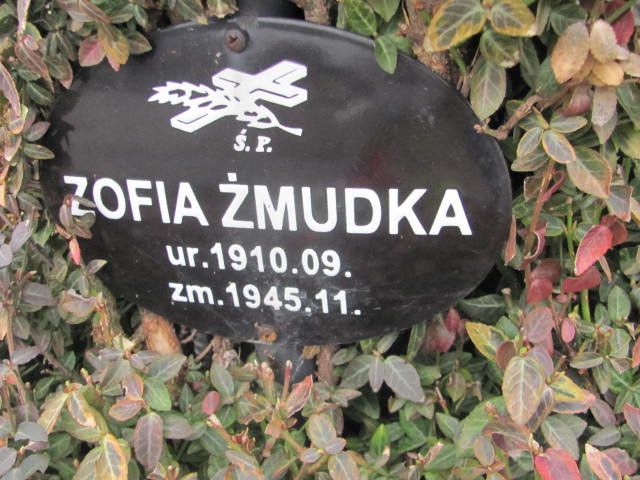 Ś.P.
ZOFIA ŻMUDKA
ur.1910.09.
zm.1945.11.